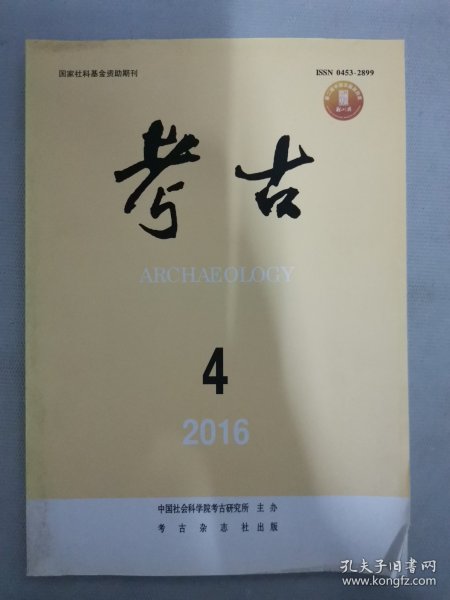 国家社科基金资助期刊
ISSN 0453-2899
考古
ARCHAEOLOGY
4
2016
中国社会科学院考古研究所 主办
考古杂志社出版
孔夫子旧书网
www.kongfz.com